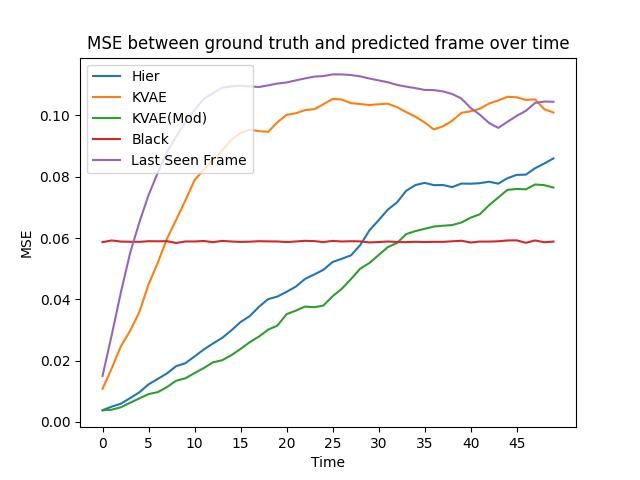 MSE between ground truth and predicted frame over time
Hier
KVAE
KVAE(Mod)
Black
Last Seen Frame
0.10
0.08
0.06
0.04
0.02
0.00
MSE
0 5 10 15 20 25 30 35 40 45
Time